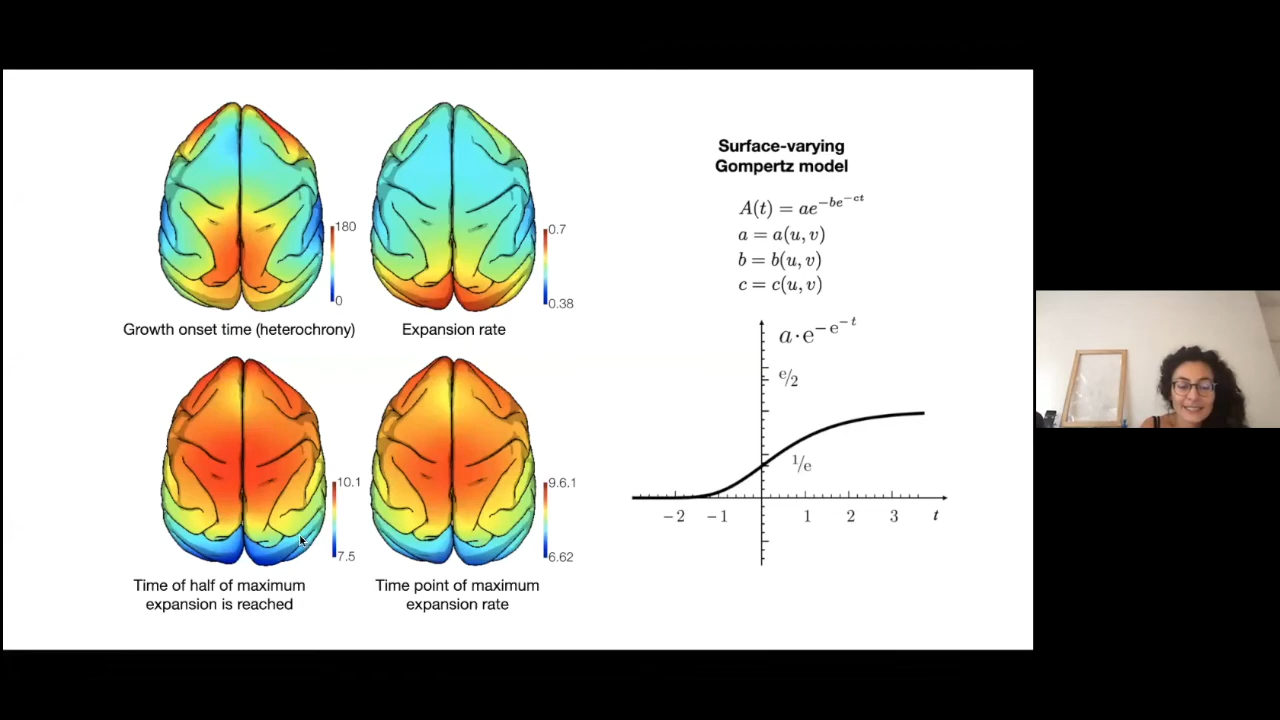 180
0
Growth onset time (heterochrony)
0.7
0.38
Expansion rate
10.1
7.5
Time of half of maximum
expansion is reached
9.6.1
6.62
Time point of maximum
expansion rate
Surface-varying
Gompertz model
A(t) = ae^{-be^{-ct}}
a = a(u, v)
b = b(u, v)
c = c(u, v)
a·e^{-e^{-t}}
e/2
1/e
−2 −1 1 2 3 t